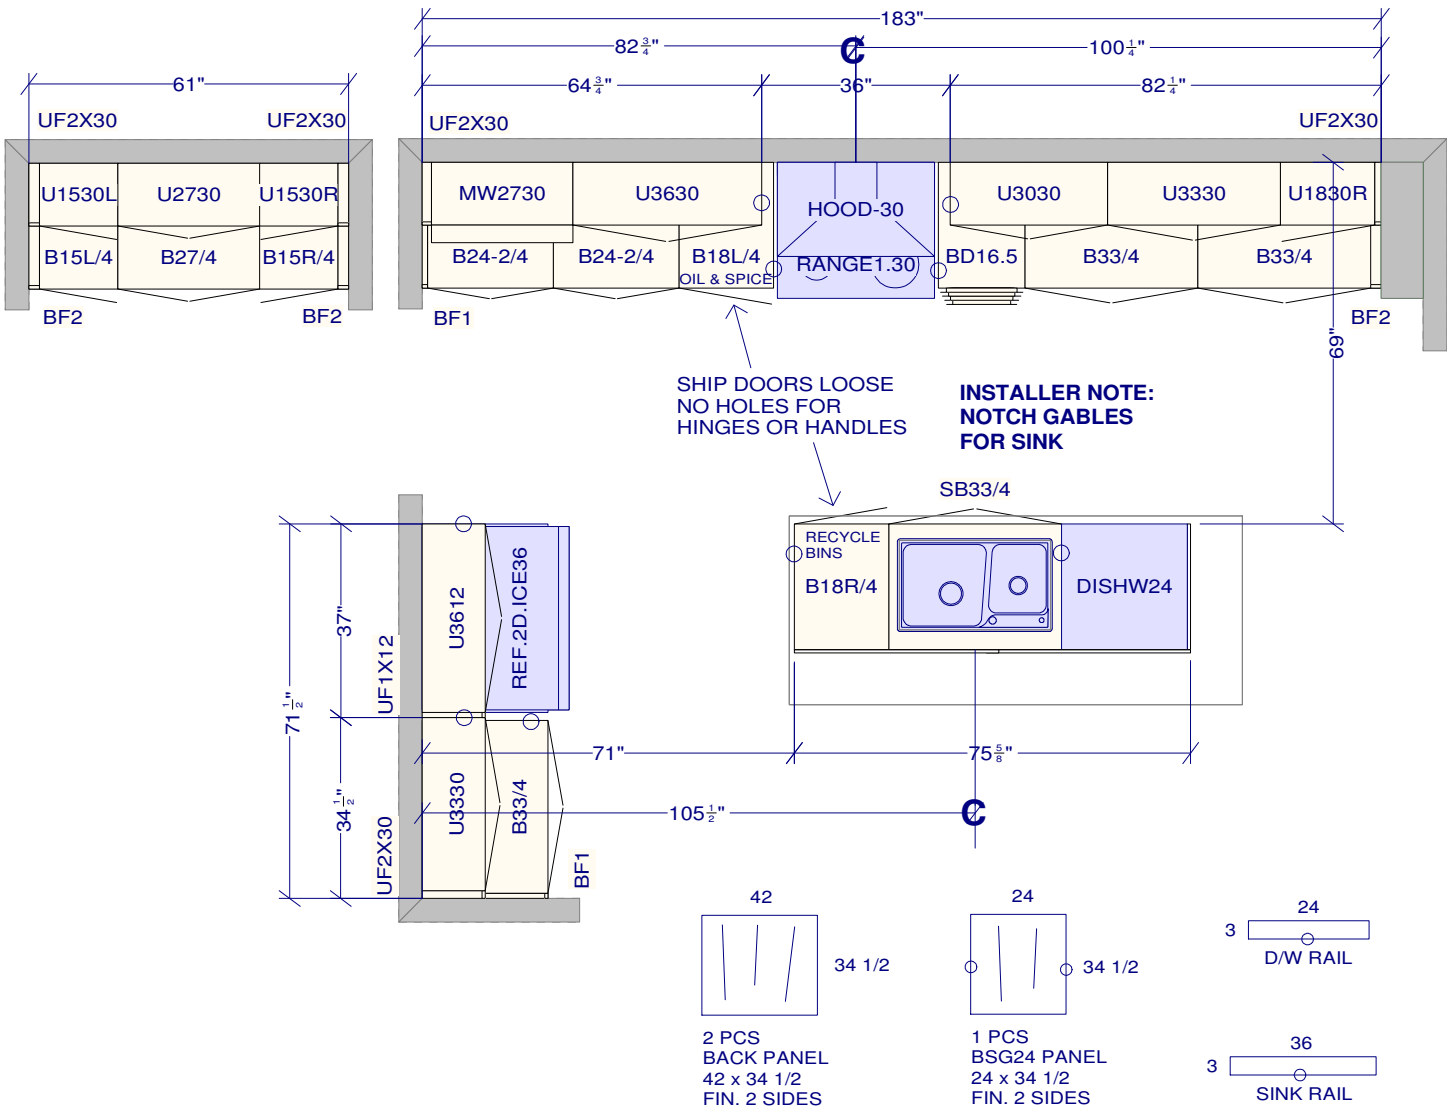 183"
82 3/4"
C
100 1/4"
61"
64 3/4"
36"
82 1/4"
UF2X30
UF2X30
UF2X30
UF2X30
U1530L
U2730
U1530R
MW2730
U3630
HOOD-30
U3030
U3330
U1830R
B15L/4
B27/4
B15R/4
B24-2/4
B24-2/4
B18L/4
OIL & SPICE
RANGE1.30
BD16.5
B33/4
B33/4
BF2
BF2
BF1
BF2
69"
SHIP DOORS LOOSE
NO HOLES FOR
HINGES OR HANDLES
INSTALLER NOTE:
NOTCH GABLES
FOR SINK
SB33/4
RECYCLE
BINS
B18R/4
DISHW24
37"
71 1/2"
34 1/2"
UF1X12
UF2X30
U3612
REF.2D.ICE36
U3330
B33/4
BF1
71"
75 5/8"
105 1/2"
C
42
34 1/2
2 PCS
BACK PANEL
42 x 34 1/2
FIN. 2 SIDES
24
34 1/2
1 PCS
BSG24 PANEL
24 x 34 1/2
FIN. 2 SIDES
24
3
D/W RAIL
36
3
SINK RAIL